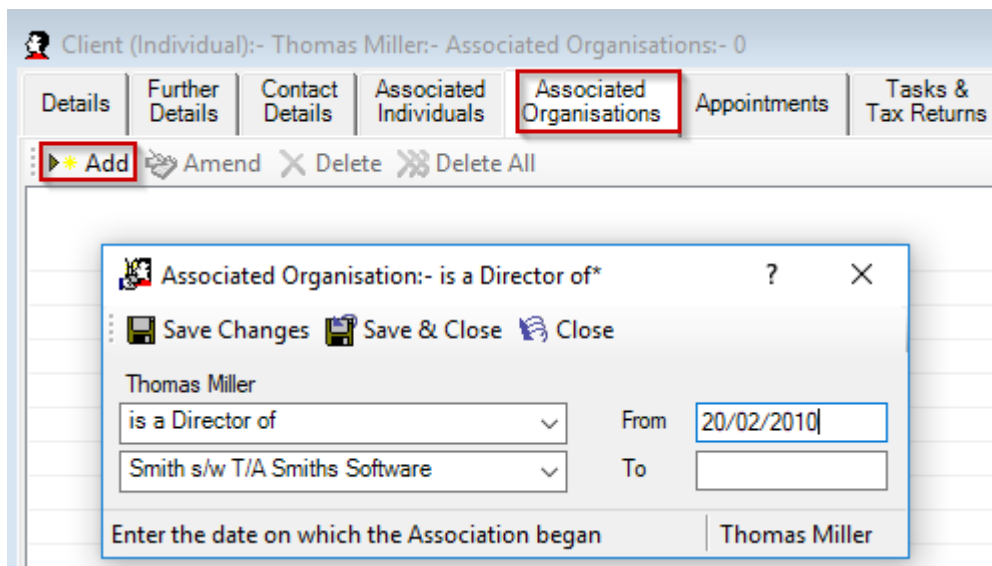 Client (Individual):- Thomas Miller:- Associated Organisations:- 0
Details Further Details Contact Details Associated Individuals Associated Organisations Appointments Tasks & Tax Returns
Add Amend Delete Delete All
Associated Organisation:- is a Director of* ?
Save Changes Save & Close Close
Thomas Miller
is a Director of From 20/02/2010
Smith s/w T/A Smiths Software To
Enter the date on which the Association began Thomas Miller